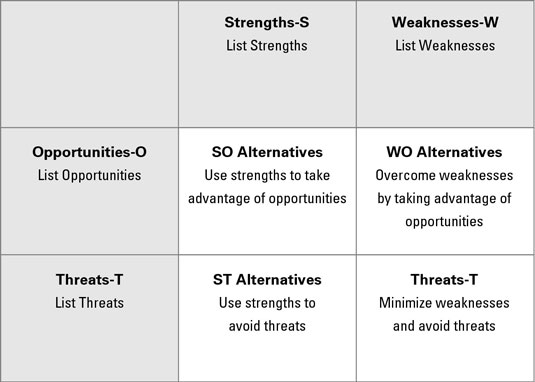 Strengths-S
List Strengths
Weaknesses-W
List Weaknesses
Opportunities-O
List Opportunities
SO Alternatives
Use strengths to take
advantage of opportunities
WO Alternatives
Overcome weaknesses
by taking advantage of
opportunities
Threats-T
List Threats
ST Alternatives
Use strengths to
avoid threats
Threats-T
Minimize weaknesses
and avoid threats